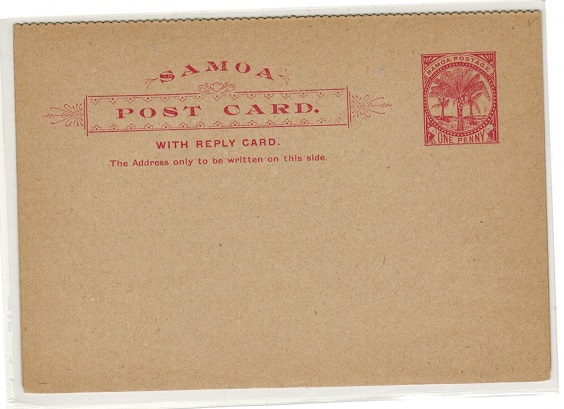 SAMOA
POST CARD.
WITH REPLY CARD.
The Address only to be written on this side.
SAMOA POSTAGE
ONE PENNY